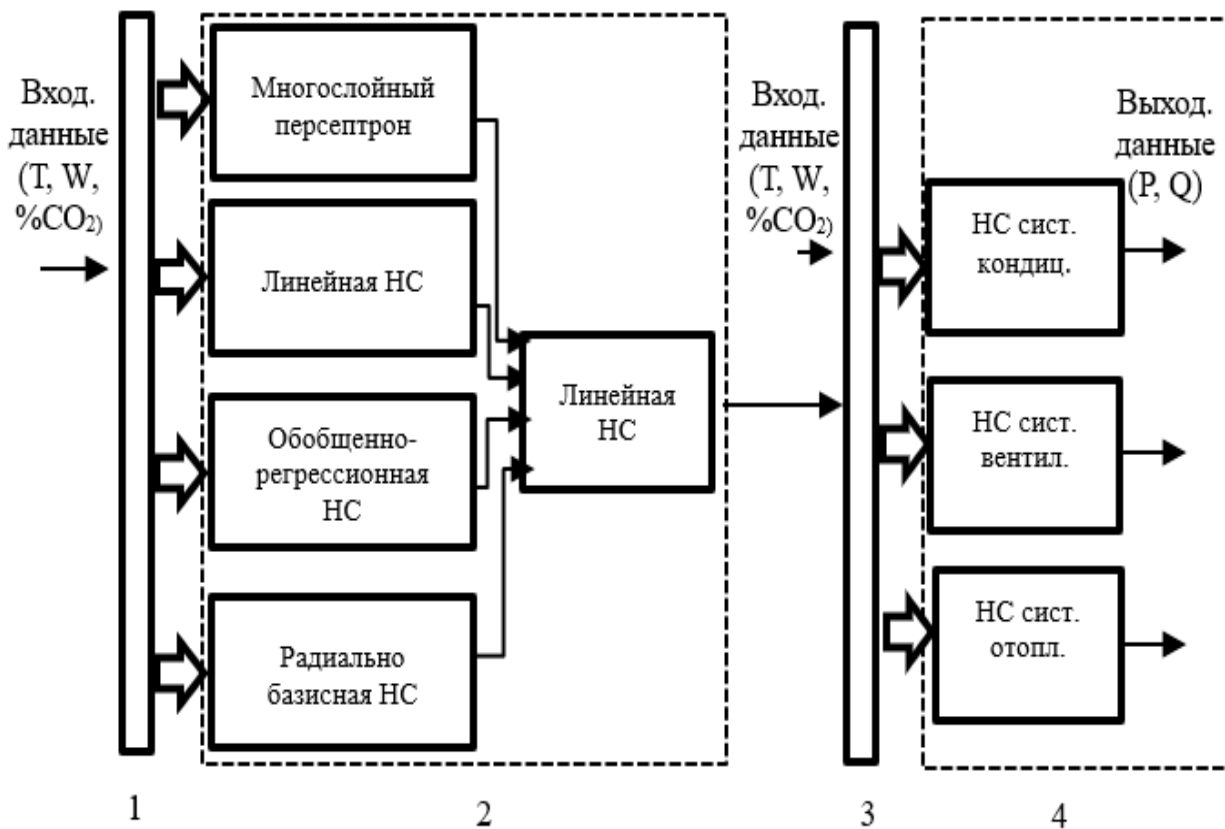 Вход.
данные
(T, W,
%CO2)
Многослойный
персептрон
Линейная НС
Обобщенно-
регрессионная
НС
Радиально
базисная НС
Линейная
НС
Вход.
данные
(T, W,
%CO2)
НС сист.
кондиц.
НС сист.
вентил.
НС сист.
отопл.
Выход.
данные
(P, Q)
1
2
3
4